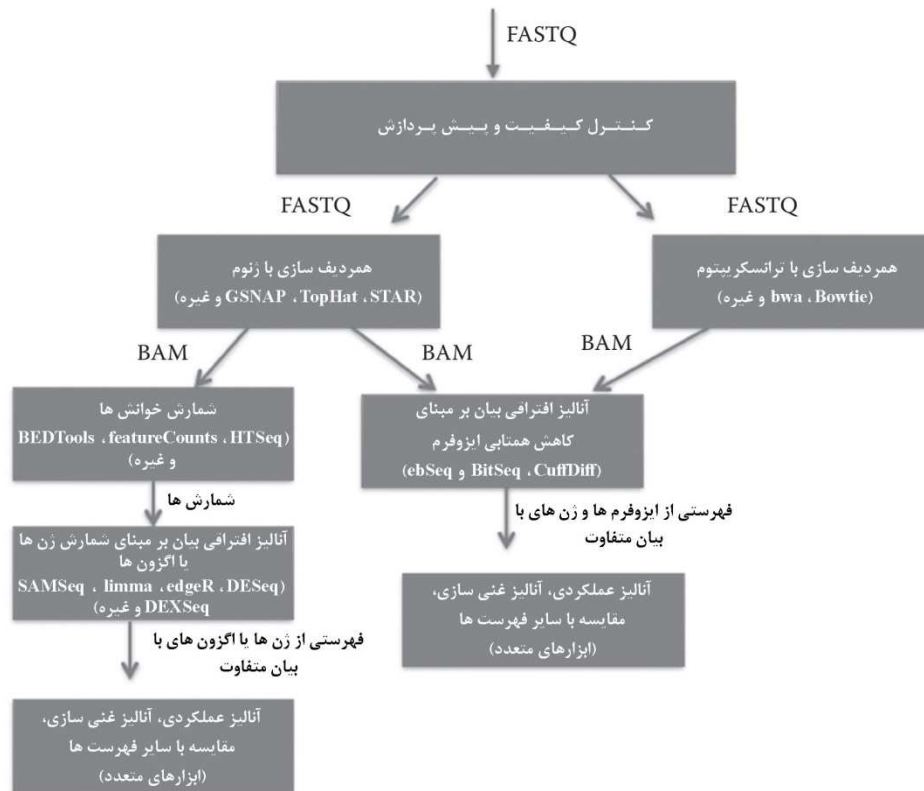 FASTQ
کنترل کیفیت و پیش پردازش
FASTQ
FASTQ
همردیف سازی با ژنوم
(GSNAP ، TopHat ، STAR و غیره)
همردیف سازی با ترانسکریپتوم
(bwa ، Bowtie و غیره)
BAM
BAM
BAM
شمارش خوانش ها
(BEDTools ، featureCounts ، HTSeq
و غیره)
آنالیز افتراقی بیان بر مبنای
کاهش همتابی ایزوفرم
(ebSeq و BitSeq ، CuffDiff)
شمارش ها
فهرستی از ایزوفرم ها و ژن های با
بیان متفاوت
آنالیز افتراقی بیان بر مبنای شمارش ژن ها
یا اگزون ها
(SAMSeq ، limma ، edgeR ، DESeq
DEXSeq و غیره)
آنالیز عملکردی، آنالیز غنی سازی،
مقایسه با سایر فهرست ها
(ابزارهای متعدد)
فهرستی از ژن ها یا اگزون های با
بیان متفاوت
آنالیز عملکردی، آنالیز غنی سازی،
مقایسه با سایر فهرست ها
(ابزارهای متعدد)